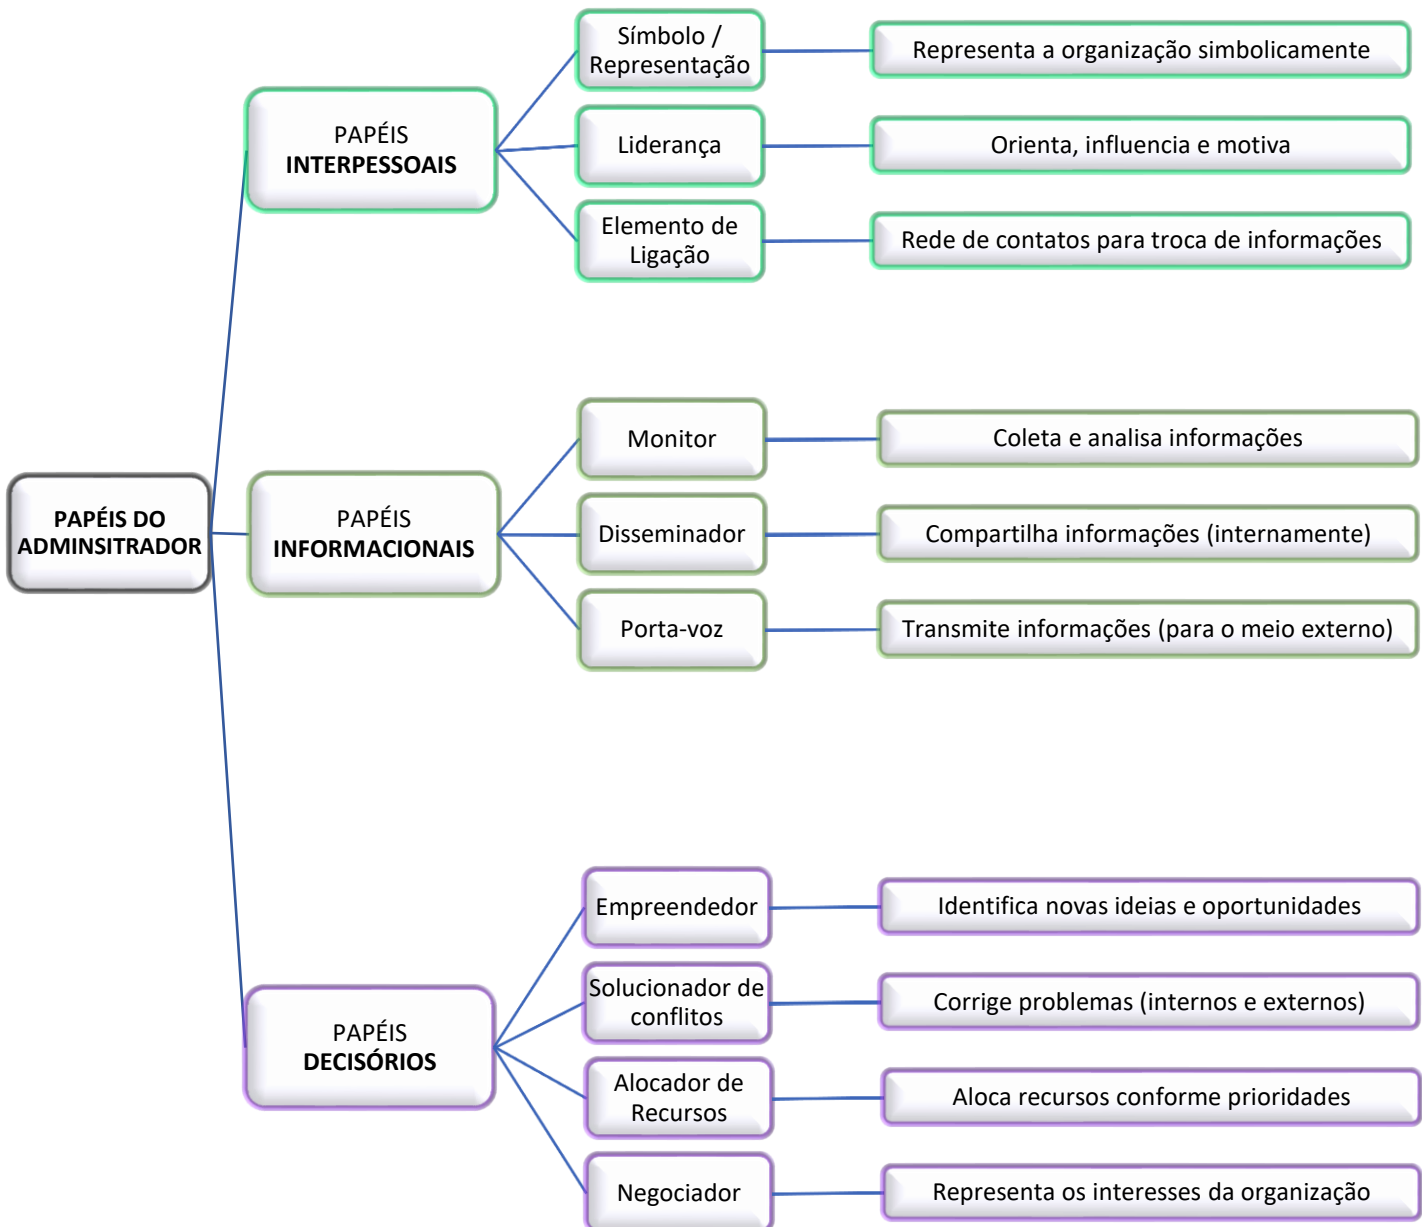 PAPÉIS DO
ADMINSITRADOR
PAPÉIS
INTERPESSOAIS
Símbolo /
Representação
Representa a organização simbolicamente
Liderança
Orienta, influencia e motiva
Elemento de
Ligação
Rede de contatos para troca de informações
PAPÉIS
INFORMACIONAIS
Monitor
Coleta e analisa informações
Disseminador
Compartilha informações (internamente)
Porta-voz
Transmite informações (para o meio externo)
PAPÉIS
DECISÓRIOS
Empreendedor
Identifica novas ideias e oportunidades
Solucionador de
conflitos
Corrige problemas (internos e externos)
Alocador de
Recursos
Aloca recursos conforme prioridades
Negociador
Representa os interesses da organização